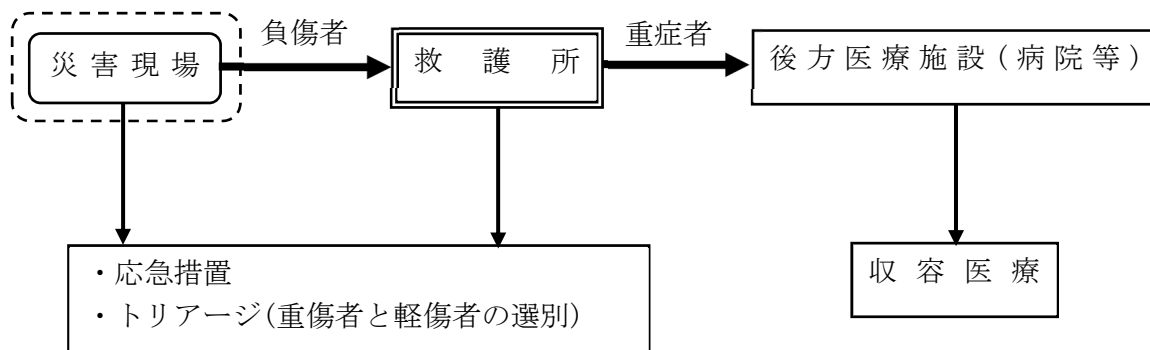 負傷者
重症者
災害現場
救護所
後方医療施設(病院等)
・応急措置
・トリアージ(重傷者と軽傷者の選別)
収容医療